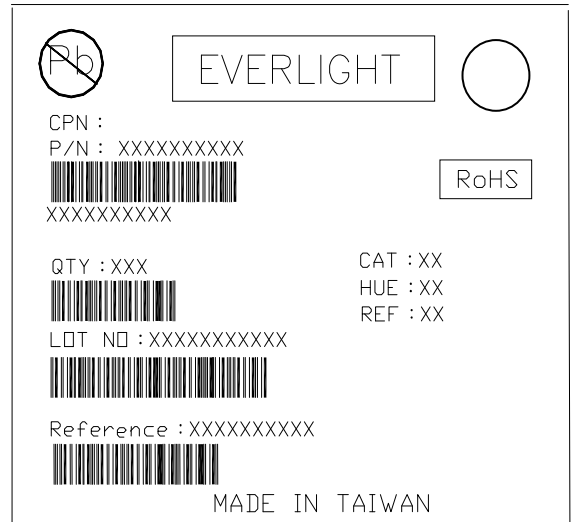 Pb
EVERLIGHT
CPN :
P/N : XXXXXXXXXX
RoHS
XXXXXXXXXX
QTY : XXX
CAT : XX
HUE : XX
REF : XX
LOT NO : XXXXXXXXXXX
Reference : XXXXXXXXXX
MADE IN TAIWAN